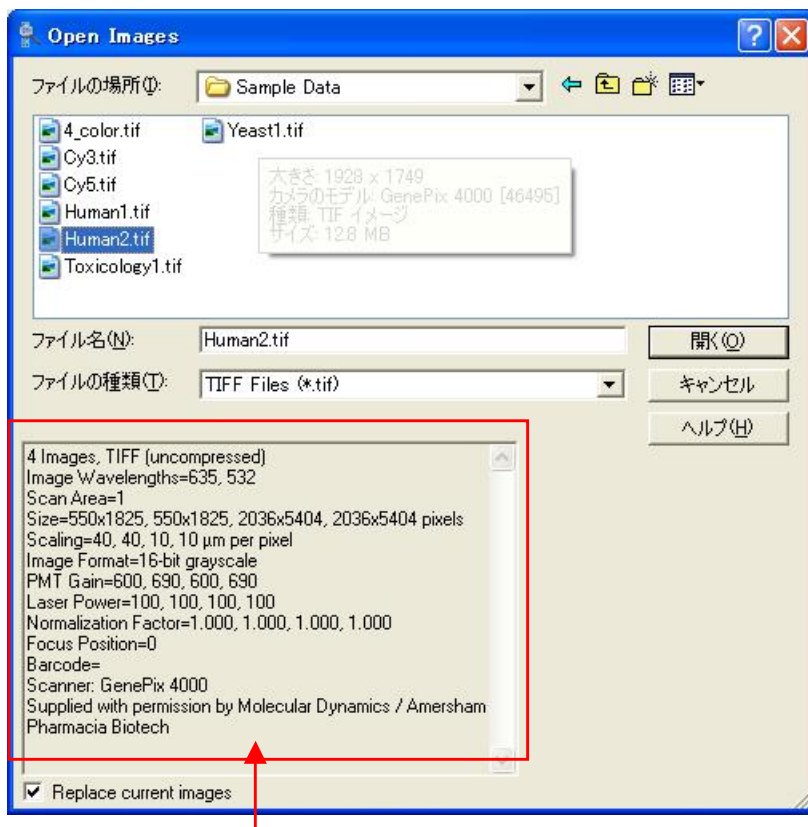 Open Images
ファイルの場所(I):
Sample Data
4_color.tif
Cy3.tif
Cy5.tif
Human1.tif
Human2.tif
Toxicology1.tif
Yeast1.tif
大きさ: 1928 x 1749
カメラのモデル: GenePix 4000 [46495]
種類: TIF イメージ
サイズ: 12.8 MB
ファイル名(N):
Human2.tif
開く(O)
ファイルの種類(T):
TIFF Files (*.tif)
キャンセル
ヘルプ(H)
4 Images, TIFF (uncompressed)
Image Wavelengths=635, 532
Scan Area=1
Size=550x1825, 550x1825, 2036x5404, 2036x5404 pixels
Scaling=40, 40, 10, 10 µm per pixel
Image Format=16-bit grayscale
PMT Gain=600, 690, 600, 690
Laser Power=100, 100, 100, 100
Normalization Factor=1.000, 1.000, 1.000, 1.000
Focus Position=0
Barcode=
Scanner: GenePix 4000
Supplied with permission by Molecular Dynamics / Amersham
Pharmacia Biotech
Replace current images